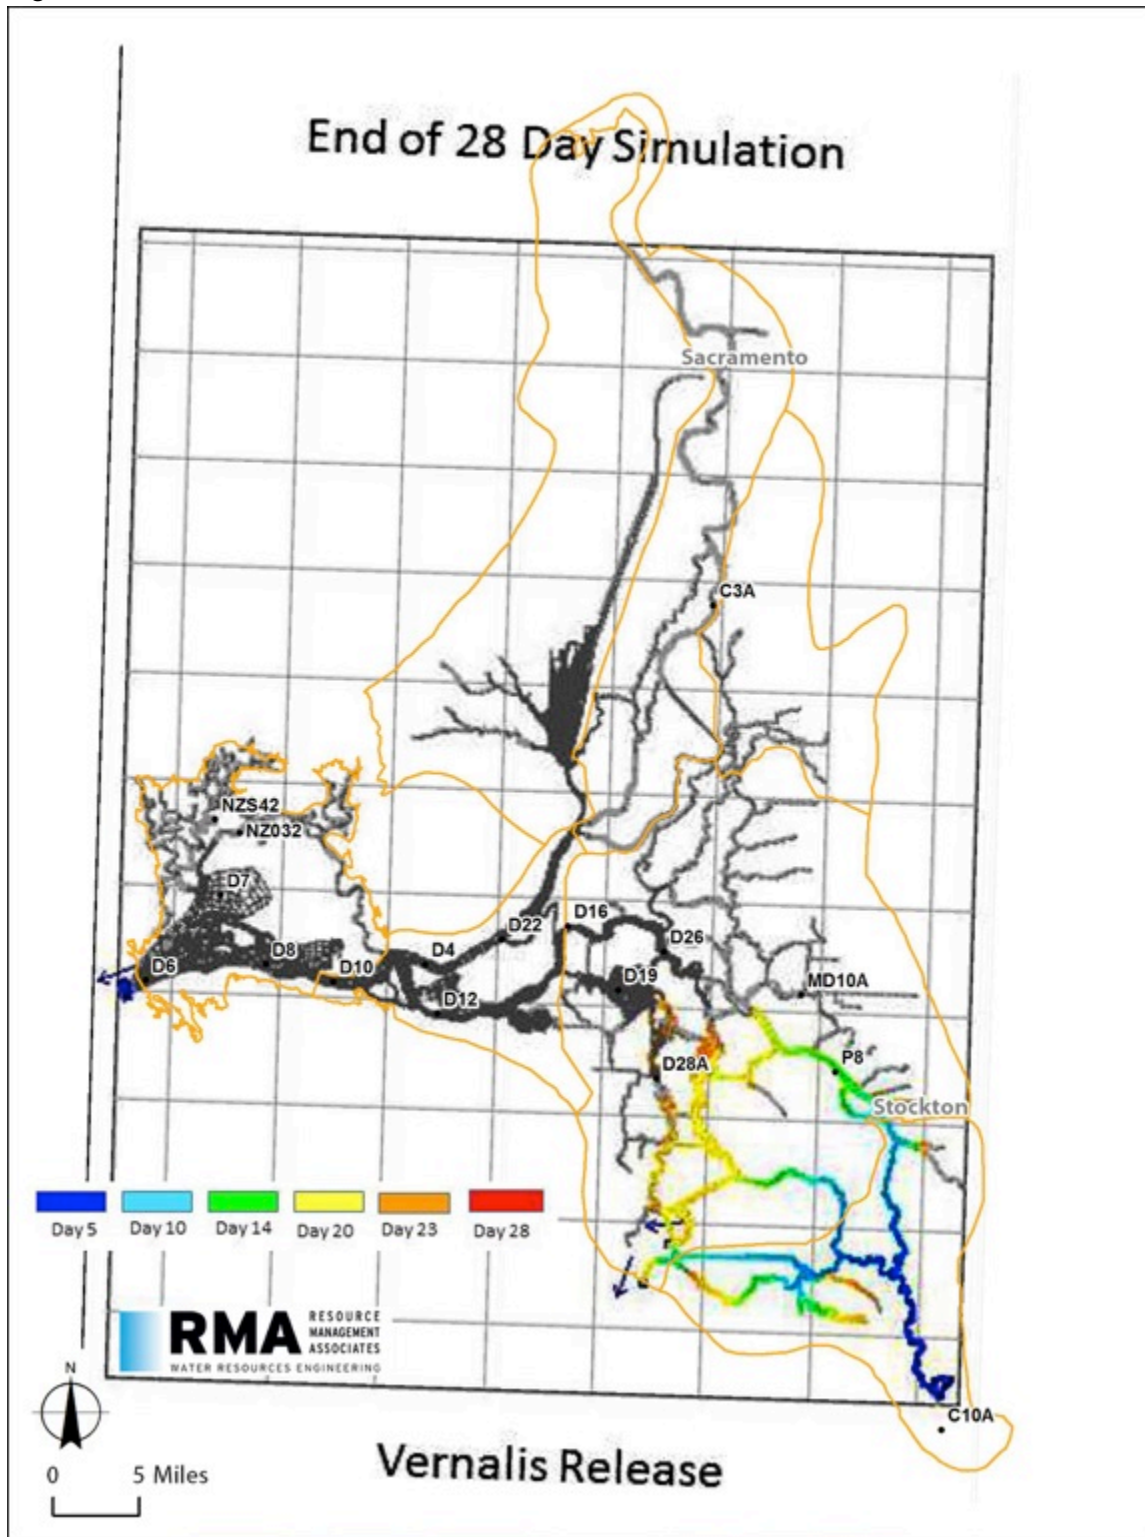 End of 28 Day Simulation
Sacramento
C3A
NZS42
NZ032
D7
D16
D22
D26
D4
D8
D6
D10
D19
MD10A
D12
P8
D28A
Stockton
Day 5
Day 10
Day 14
Day 20
Day 23
Day 28
RMA
RESOURCE
MANAGEMENT
ASSOCIATES
WATER RESOURCES ENGINEERING
N
C10A
Vernalis Release
0
5 Miles